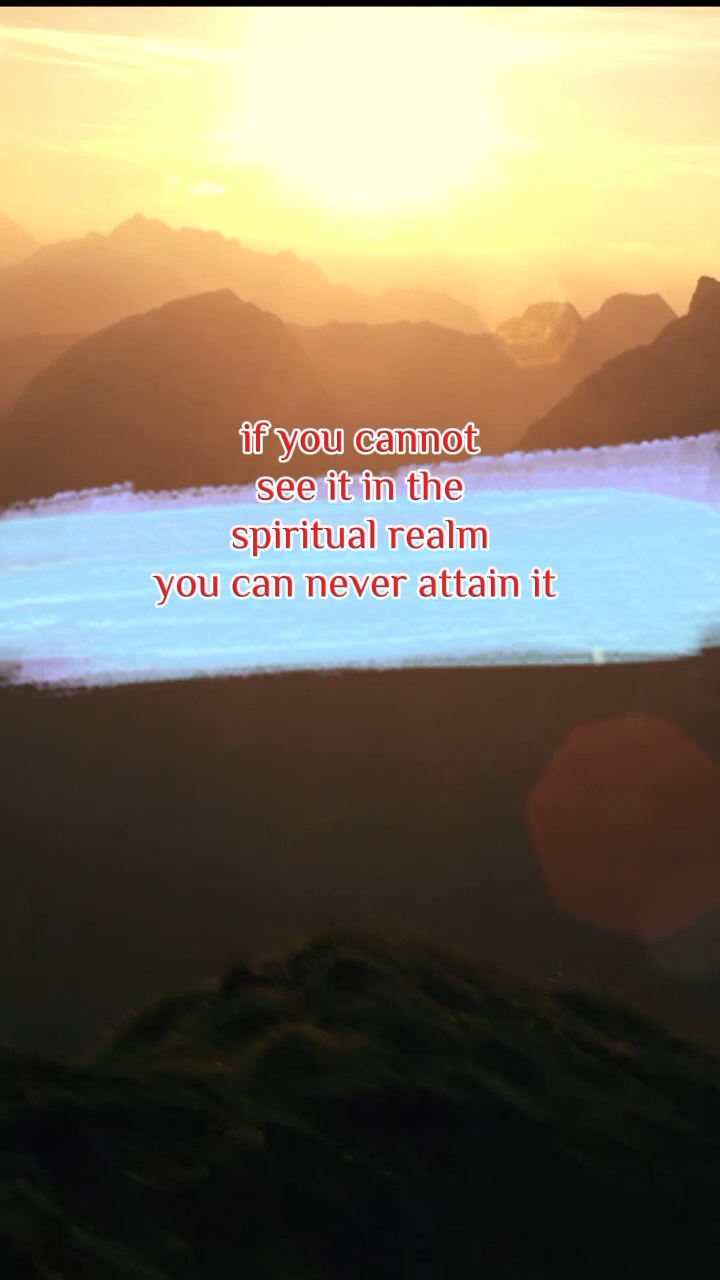 if you cannot
see it in the
spiritual realm
you can never attain it